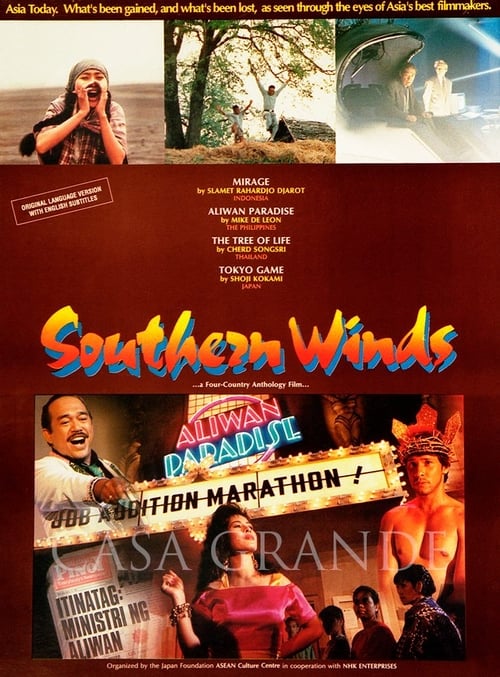 Asia Today. What's been gained, and what's been lost, as seen through the eyes of Asia's best filmmakers.
ORIGINAL LANGUAGE VERSION
WITH ENGLISH SUBTITLES
MIRAGE
by SLAMET RAHARDJO DJAROT
INDONESIA
ALIWAN PARADISE
by MIKE DE LEON
THE PHILIPPINES
THE TREE OF LIFE
by CHERD SONGSRI
THAILAND
TOKYO GAME
by SHOJI KOKAMI
JAPAN
Southern Winds
...a Four-Country Anthology Film...
ALIWAN
PARADISE
JOB AUDITION MARATHON !
CASA GRANDE
ITINATAG:
MINISTRI NG
ALIWAN
Organized by the Japan Foundation ASEAN Culture Centre in cooperation with NHK ENTERPRISES